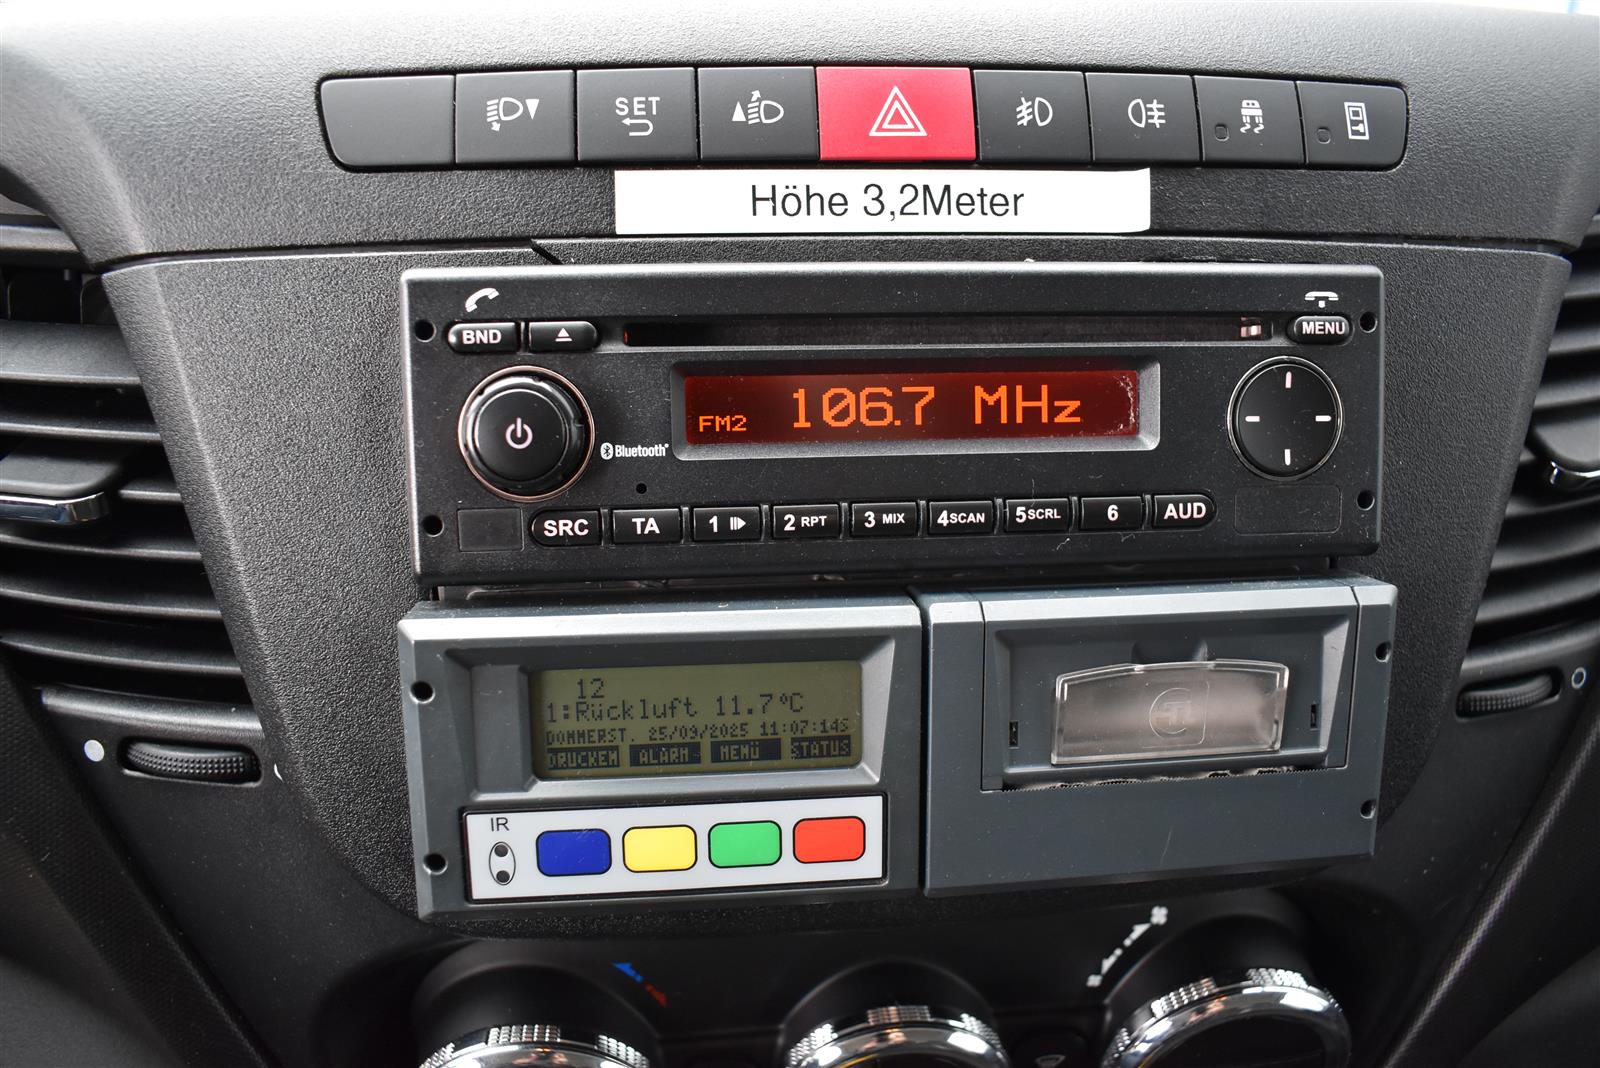 SET
Höhe 3,2Meter
BND
MENU
FM2 106.7 MHz
Bluetooth
SRC TA 1 2 RPT 3 MIX 4SCAN 5SCRL 6 AUD
12
1:Rückluft 11.7°C
DONNERST. 25/09/2025 11:07:14S
DRUCKEN ALARM MENÜ STATUS
IR